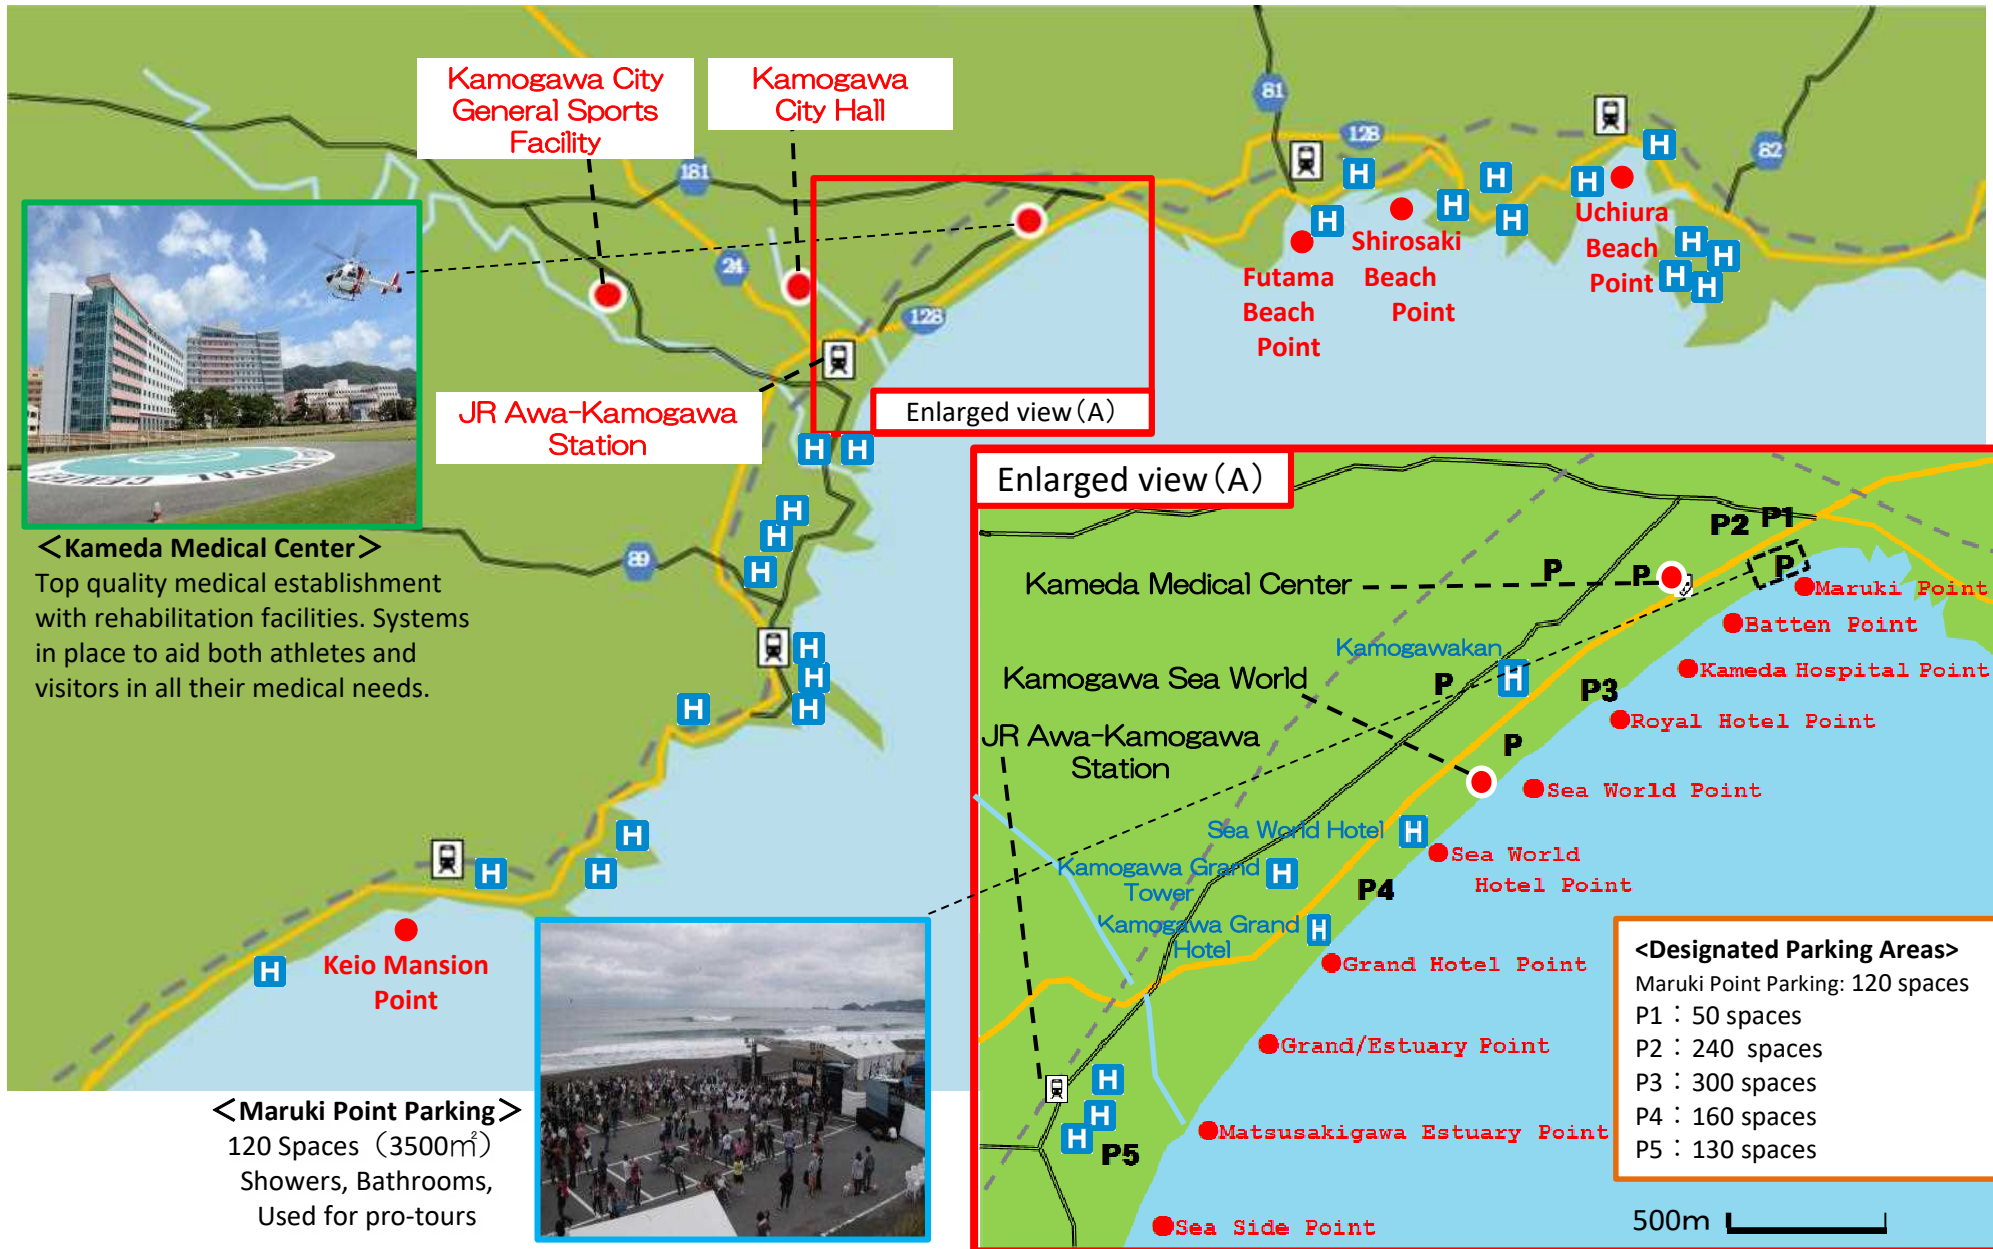 Kamogawa City
General Sports
Facility
Kamogawa
City Hall
181
24
128
81
128
82
89
Futama
Beach
Point
Shirosaki
Beach
Point
Uchiura
Beach
Point
H
H
H
H
H
H
H
H
H
H
H
JR Awa-Kamogawa
Station
Enlarged view（A）
H
H
H
H
H
H
H
H
H
H
H
H
H
＜Kameda Medical Center＞
Top quality medical establishment
with rehabilitation facilities. Systems
in place to aid both athletes and
visitors in all their medical needs.
Keio Mansion
Point
＜Maruki Point Parking＞
120 Spaces（3500㎡）
Showers, Bathrooms,
Used for pro-tours
Enlarged view（A）
P2
P1
P
P
P
Kameda Medical Center
Maruki Point
Batten Point
Kamogawakan
H
Kameda Hospital Point
Kamogawa Sea World
P
P3
Royal Hotel Point
JR Awa-Kamogawa
Station
P
Sea World Point
Sea World Hotel
H
Sea World
Hotel Point
Kamogawa Grand
Tower
H
P4
Kamogawa Grand
Hotel
H
Grand Hotel Point
Grand/Estuary Point
H
H
H
P5
Matsusakigawa Estuary Point
Sea Side Point
<Designated Parking Areas>
Maruki Point Parking: 120 spaces
P1：50 spaces
P2：240 spaces
P3：300 spaces
P4：160 spaces
P5：130 spaces
500m